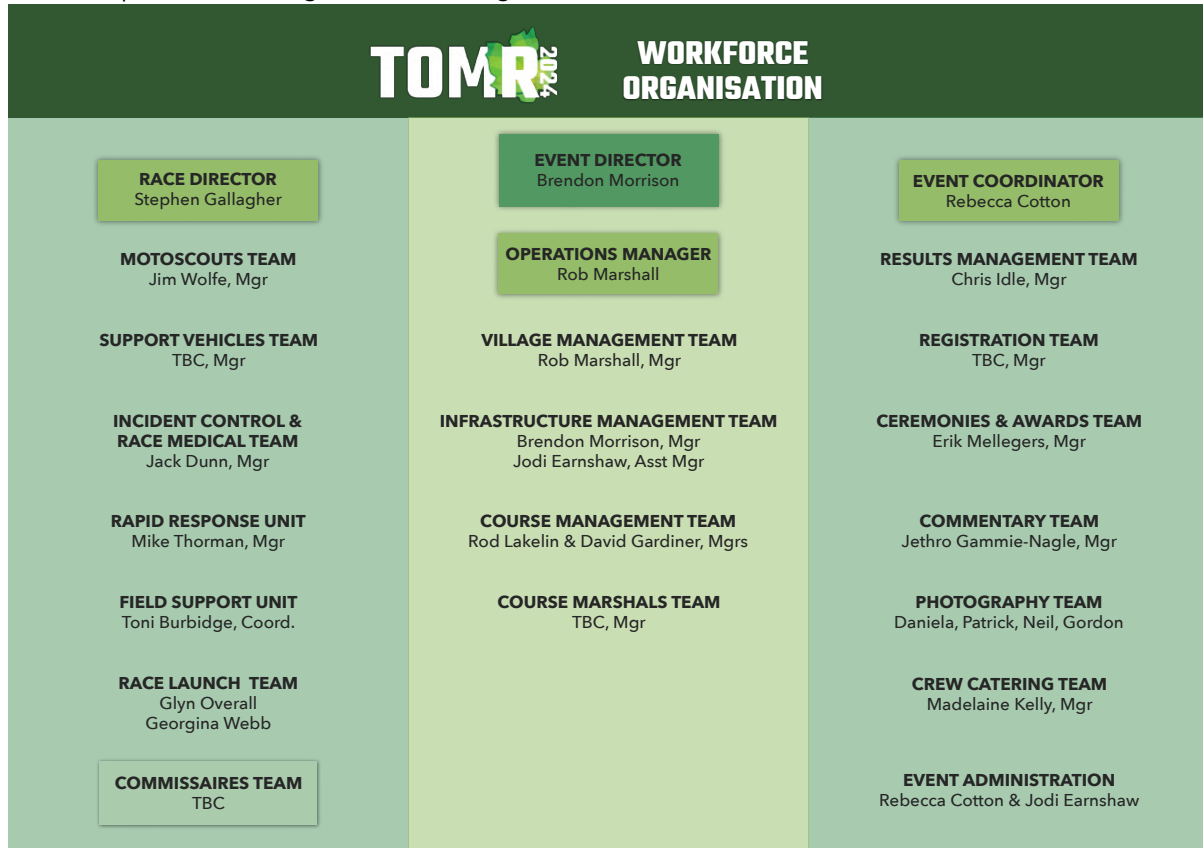 TOMR 2024
WORKFORCE
ORGANISATION
RACE DIRECTOR
Stephen Gallagher
MOTOSCOUTS TEAM
Jim Wolfe, Mgr
SUPPORT VEHICLES TEAM
TBC, Mgr
INCIDENT CONTROL &
RACE MEDICAL TEAM
Jack Dunn, Mgr
RAPID RESPONSE UNIT
Mike Thorman, Mgr
FIELD SUPPORT UNIT
Toni Burbidge, Coord.
RACE LAUNCH TEAM
Glyn Overall
Georgina Webb
COMMISSAIRES TEAM
TBC
EVENT DIRECTOR
Brendon Morrison
OPERATIONS MANAGER
Rob Marshall
VILLAGE MANAGEMENT TEAM
Rob Marshall, Mgr
INFRASTRUCTURE MANAGEMENT TEAM
Brendon Morrison, Mgr
Jodi Earnshaw, Asst Mgr
COURSE MANAGEMENT TEAM
Rod Lakelin & David Gardiner, Mgrs
COURSE MARSHALS TEAM
TBC, Mgr
EVENT COORDINATOR
Rebecca Cotton
RESULTS MANAGEMENT TEAM
Chris Idle, Mgr
REGISTRATION TEAM
TBC, Mgr
CEREMONIES & AWARDS TEAM
Erik Mellegers, Mgr
COMMENTARY TEAM
Jethro Gammie-Nagle, Mgr
PHOTOGRAPHY TEAM
Daniela, Patrick, Neil, Gordon
CREW CATERING TEAM
Madelaine Kelly, Mgr
EVENT ADMINISTRATION
Rebecca Cotton & Jodi Earnshaw